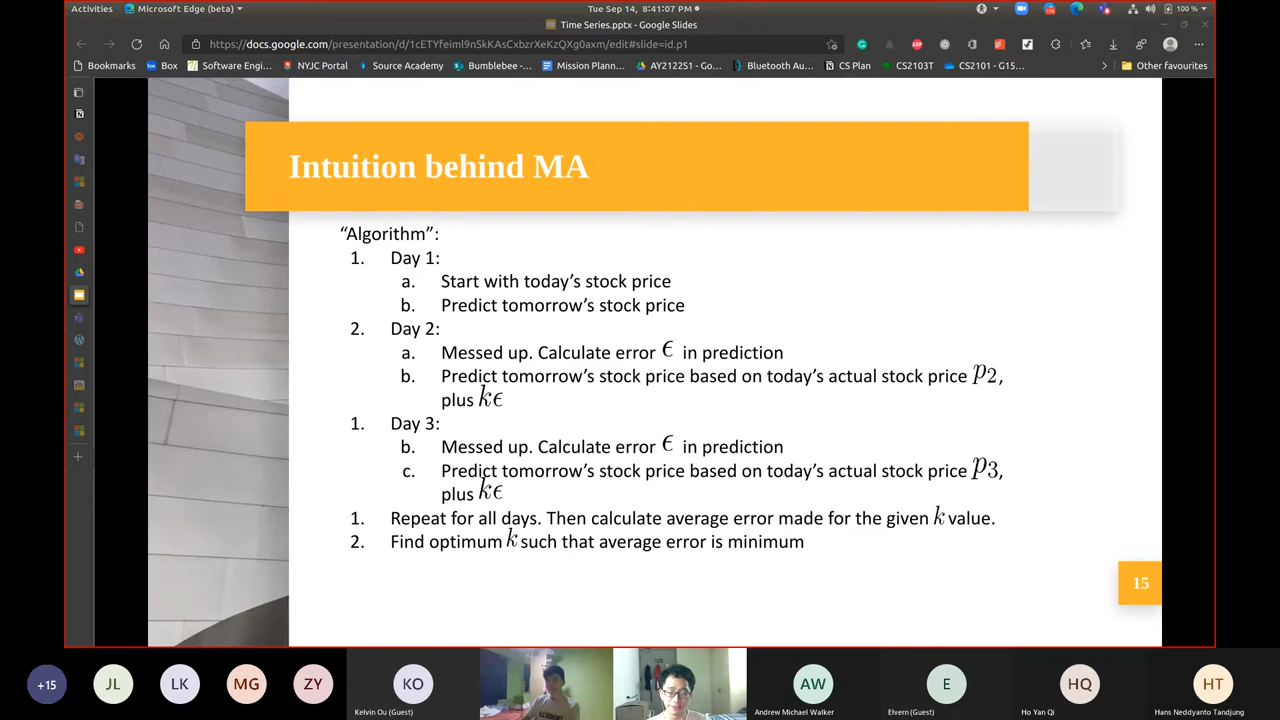 Activities Microsoft Edge (beta) Tue Sep 14, 8:41:07 PM 100 %
Time Series.pptx - Google Slides
https://docs.google.com/presentation/d/1cETYfeiml9nSkKAsCxbzrXeKzQXg0axm/edit#slide=id.p1
Bookmarks Box Software Engi... NYJC Portal Source Academy Bumblebee -... Mission Plann... AY2122S1 - Go... Bluetooth Au... CS Plan CS2103T CS2101 - G15... Other favourites
Intuition behind MA
“Algorithm”:
1. Day 1:
a. Start with today’s stock price
b. Predict tomorrow’s stock price
2. Day 2:
a. Messed up. Calculate error ϵ in prediction
b. Predict tomorrow’s stock price based on today’s actual stock price p₂,
plus kϵ
1. Day 3:
b. Messed up. Calculate error ϵ in prediction
c. Predict tomorrow’s stock price based on today’s actual stock price p₃,
plus kϵ
1. Repeat for all days. Then calculate average error made for the given k value.
2. Find optimum k such that average error is minimum
15
+15 JL LK MG ZY KO AW E HQ HT
Kelvin Ou (Guest) Andrew Michael Walker Elvern (Guest) Ho Yan Qi Hans Neddyanto Tandjung